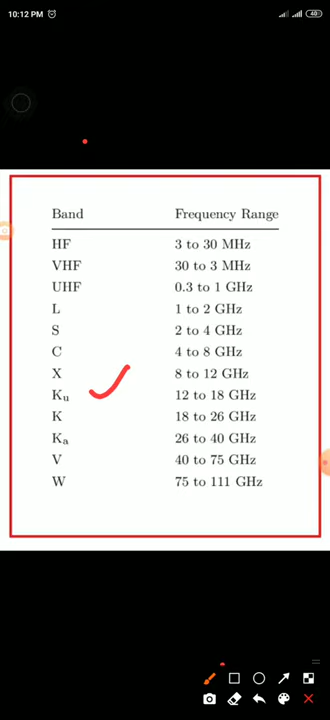 10:12 PM
40
Band Frequency Range
HF 3 to 30 MHz
VHF 30 to 3 MHz
UHF 0.3 to 1 GHz
L 1 to 2 GHz
S 2 to 4 GHz
C 4 to 8 GHz
X 8 to 12 GHz
Ku 12 to 18 GHz
K 18 to 26 GHz
Ka 26 to 40 GHz
V 40 to 75 GHz
W 75 to 111 GHz